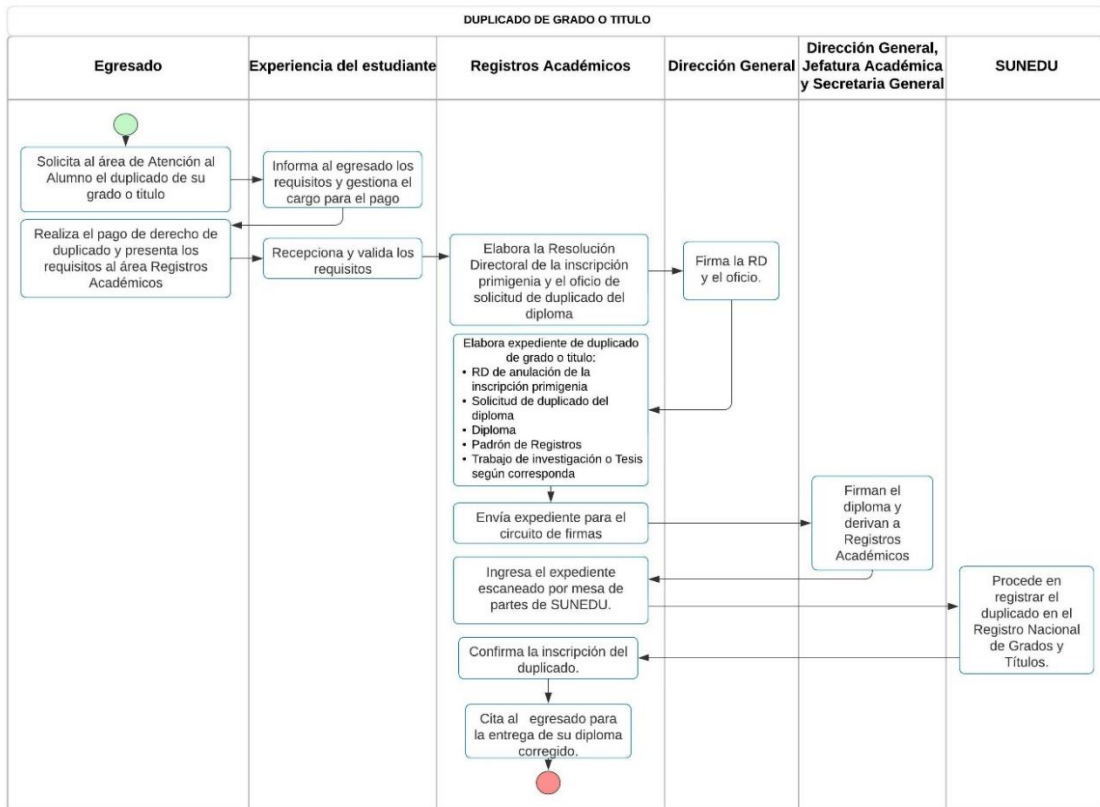 DUPLICADO DE GRADO O TITULO
Egresado
Experiencia del estudiante
Registros Académicos
Dirección General
Dirección General,
Jefatura Académica
y Secretaria General
SUNEDU
Solicita al área de Atención al
Alumno el duplicado de su
grado o titulo
Informa al egresado los
requisitos y gestiona el
cargo para el pago
Realiza el pago de derecho de
duplicado y presenta los
requisitos al área Registros
Académicos
Recepciona y valida los
requisitos
Elabora la Resolución
Directoral de la inscripción
primigenia y el oficio de
solicitud de duplicado del
diploma
Firma la RD
y el oficio.
Elabora expediente de duplicado
de grado o titulo:
• RD de anulación de la
inscripción primigenia
• Solicitud de duplicado del
diploma
• Diploma
• Padrón de Registros
• Trabajo de investigación o Tesis
según corresponda
Envía expediente para el
circuito de firmas
Firman el
diploma y
derivan a
Registros
Académicos
Ingresa el expediente
escaneado por mesa de
partes de SUNEDU.
Procede en
registrar el
duplicado en el
Registro Nacional
de Grados y
Títulos.
Confirma la inscripción del
duplicado.
Cita al egresado para
la entrega de su diploma
corregido.